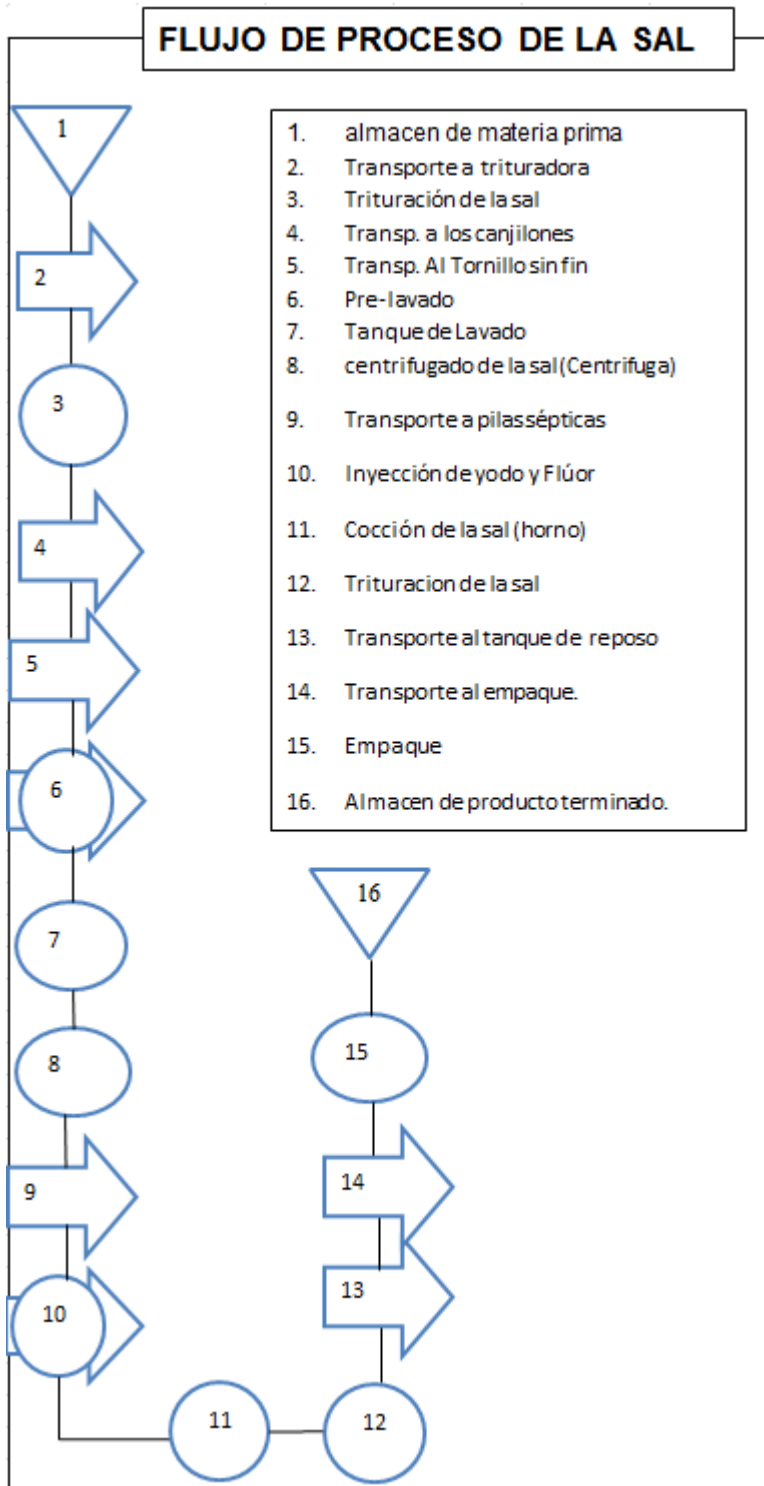 FLUJO DE PROCESO DE LA SAL
1. almacen de materia prima
2. Transporte a trituradora
3. Trituración de la sal
4. Transp. a los canjilones
5. Transp. Al Tornillo sin fin
6. Pre-lavado
7. Tanque de Lavado
8. centrifugado de la sal (Centrifuga)
9. Transporte a pilas sépticas
10. Inyección de yodo y Flúor
11. Cocción de la sal (horno)
12. Trituracion de la sal
13. Transporte al tanque de reposo
14. Transporte al empaque.
15. Empaque
16. Almacen de producto terminado.
1
2
3
4
5
6
7
8
9
10
11
12
13
14
15
16